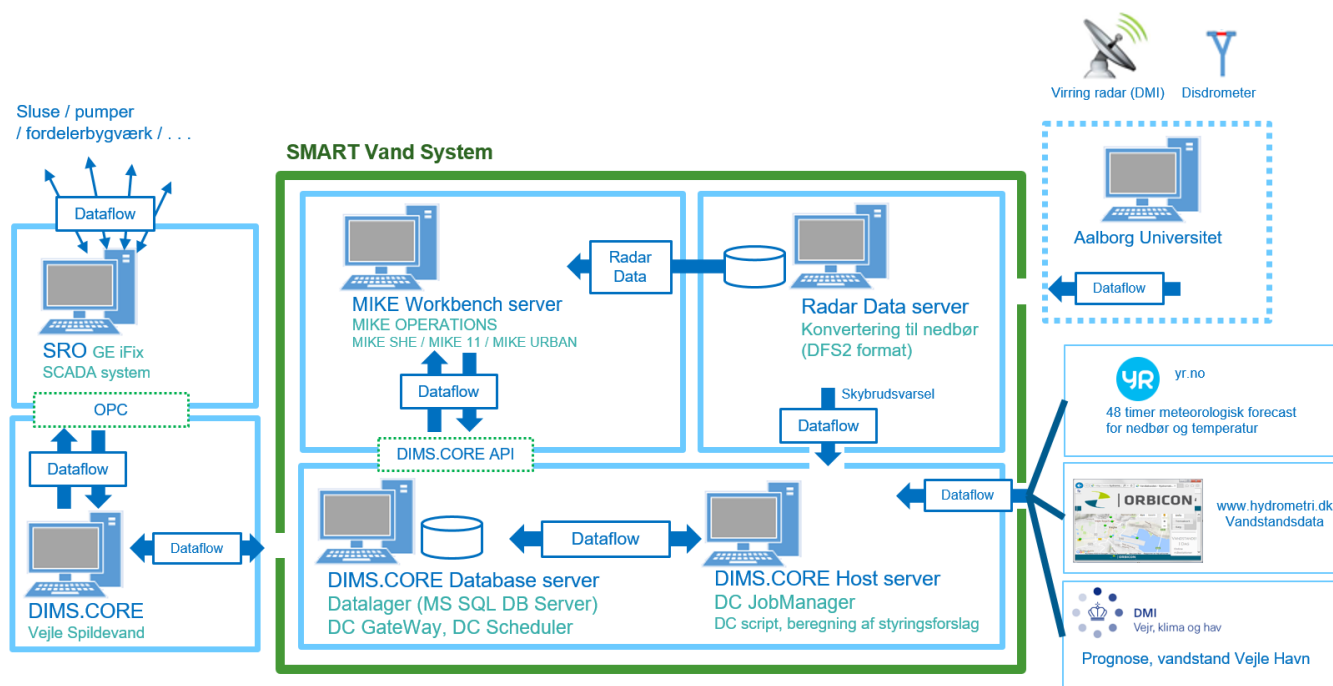 Virring radar (DMI)
Disdrometer
Sluse / pumper
/ fordelerbygværk / . . .
Dataflow
SRO GE iFix
SCADA system
OPC
Dataflow
DIMS.CORE
Vejle Spildevand
Dataflow
SMART Vand System
MIKE Workbench server
MIKE OPERATIONS
MIKE SHE / MIKE 11 / MIKE URBAN
Radar
Data
Radar Data server
Konvertering til nedbør
(DFS2 format)
Dataflow
DIMS.CORE API
Skybrudsvarsel
Dataflow
DIMS.CORE Database server
Datalager (MS SQL DB Server)
DC GateWay, DC Scheduler
Dataflow
DIMS.CORE Host server
DC JobManager
DC script, beregning af styringsforslag
Dataflow
Aalborg Universitet
Dataflow
YR
yr.no
48 timer meteorologisk forecast
for nedbør og temperatur
ORBICON
www.hydrometri.dk
Vandstandsdata
DMI
Vejr, klima og hav
Prognose, vandstand Vejle Havn